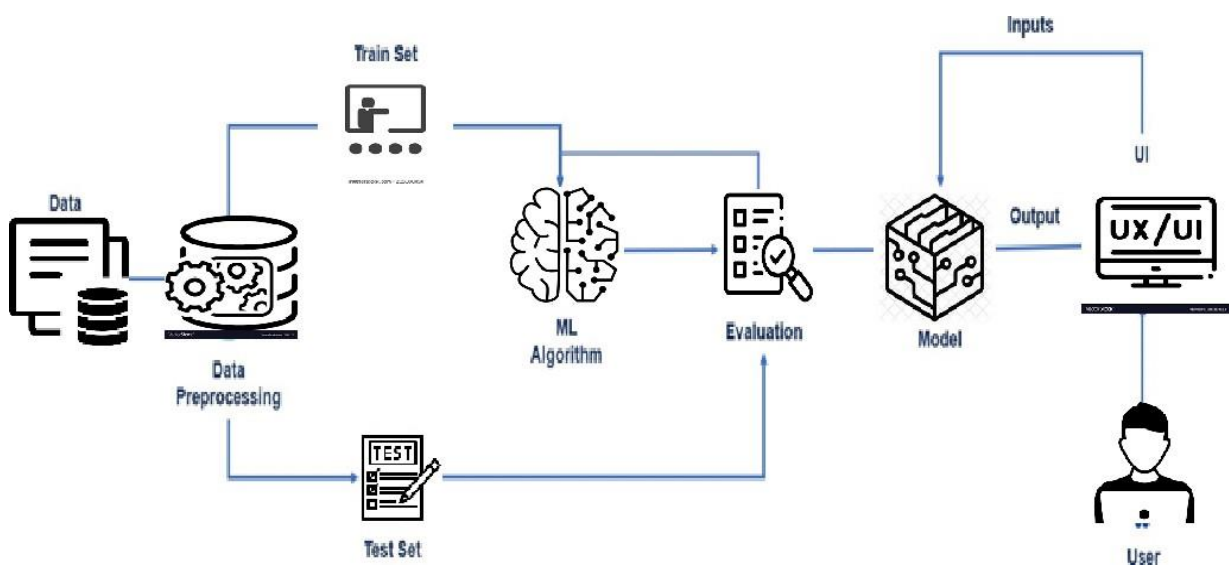 Inputs
Train Set
UI
Data
Output
UX/UI
ML
Algorithm
Evaluation
Model
Data
Preprocessing
TEST
Test Set
User